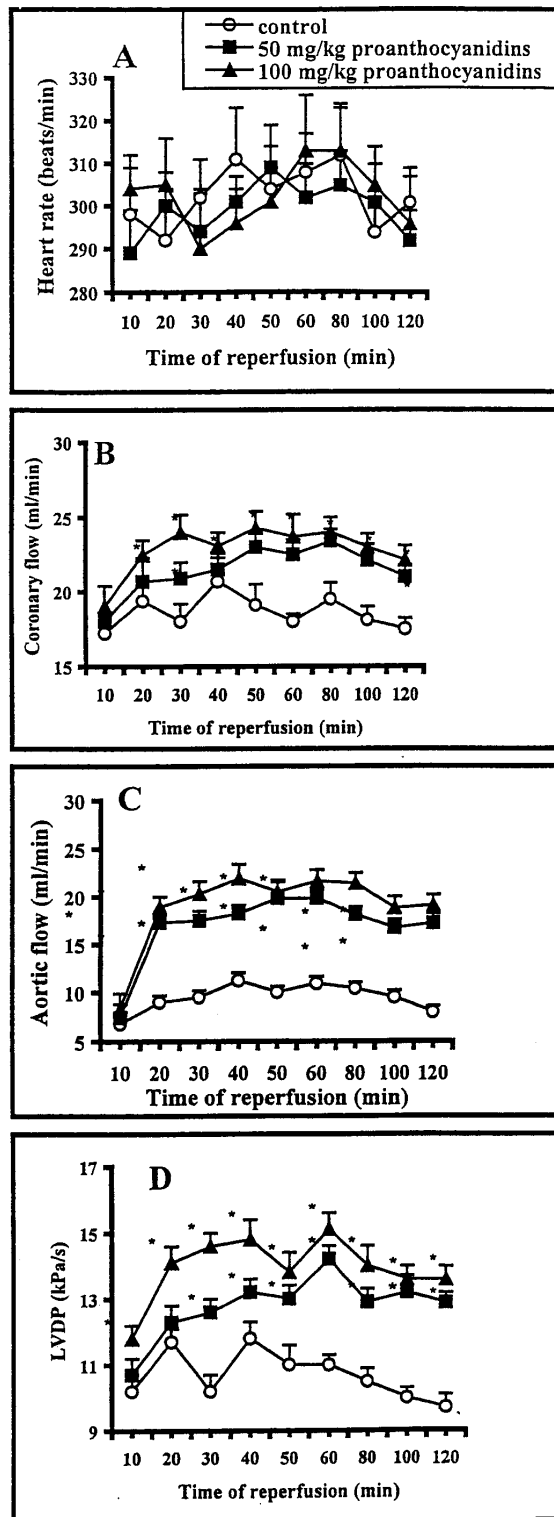 control
50 mg/kg proanthocyanidins
100 mg/kg proanthocyanidins
A
Heart rate (beats/min)
330
320
310
300
290
280
10 20 30 40 50 60 80 100 120
Time of reperfusion (min)
B
Coronary flow (ml/min)
30
25
20
15
10 20 30 40 50 60 80 100 120
Time of reperfusion (min)
C
Aortic flow (ml/min)
30
25
20
15
10
5
10 20 30 40 50 60 80 100 120
Time of reperfusion (min)
D
LVDP (kPa/s)
17
15
13
11
9
10 20 30 40 50 60 80 100 120
Time of reperfusion (min)